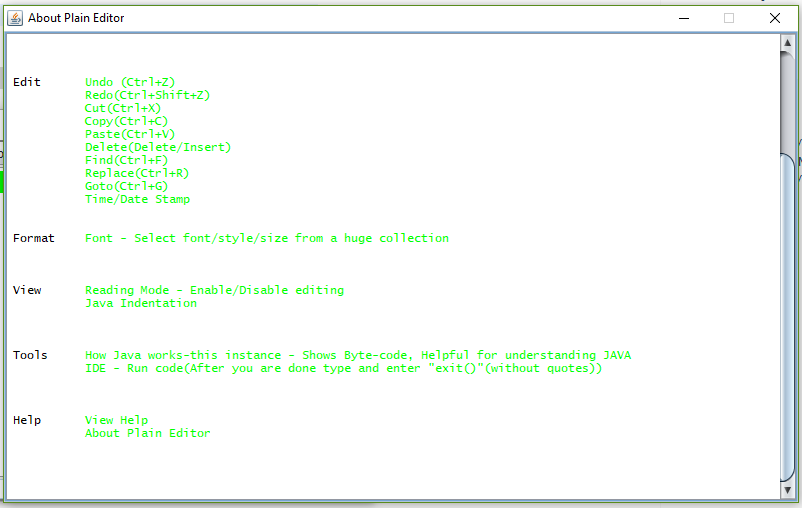 About Plain Editor
Edit Undo (Ctrl+Z)
Redo(Ctrl+Shift+Z)
Cut(Ctrl+X)
Copy(Ctrl+C)
Paste(Ctrl+V)
Delete(Delete/Insert)
Find(Ctrl+F)
Replace(Ctrl+R)
Goto(Ctrl+G)
Time/Date Stamp
Format Font - Select font/style/size from a huge collection
View Reading Mode - Enable/Disable editing
Java Indentation
Tools How Java works-this instance - Shows Byte-code, Helpful for understanding JAVA
IDE - Run code(After you are done type and enter "exit()"(without quotes))
Help View Help
About Plain Editor